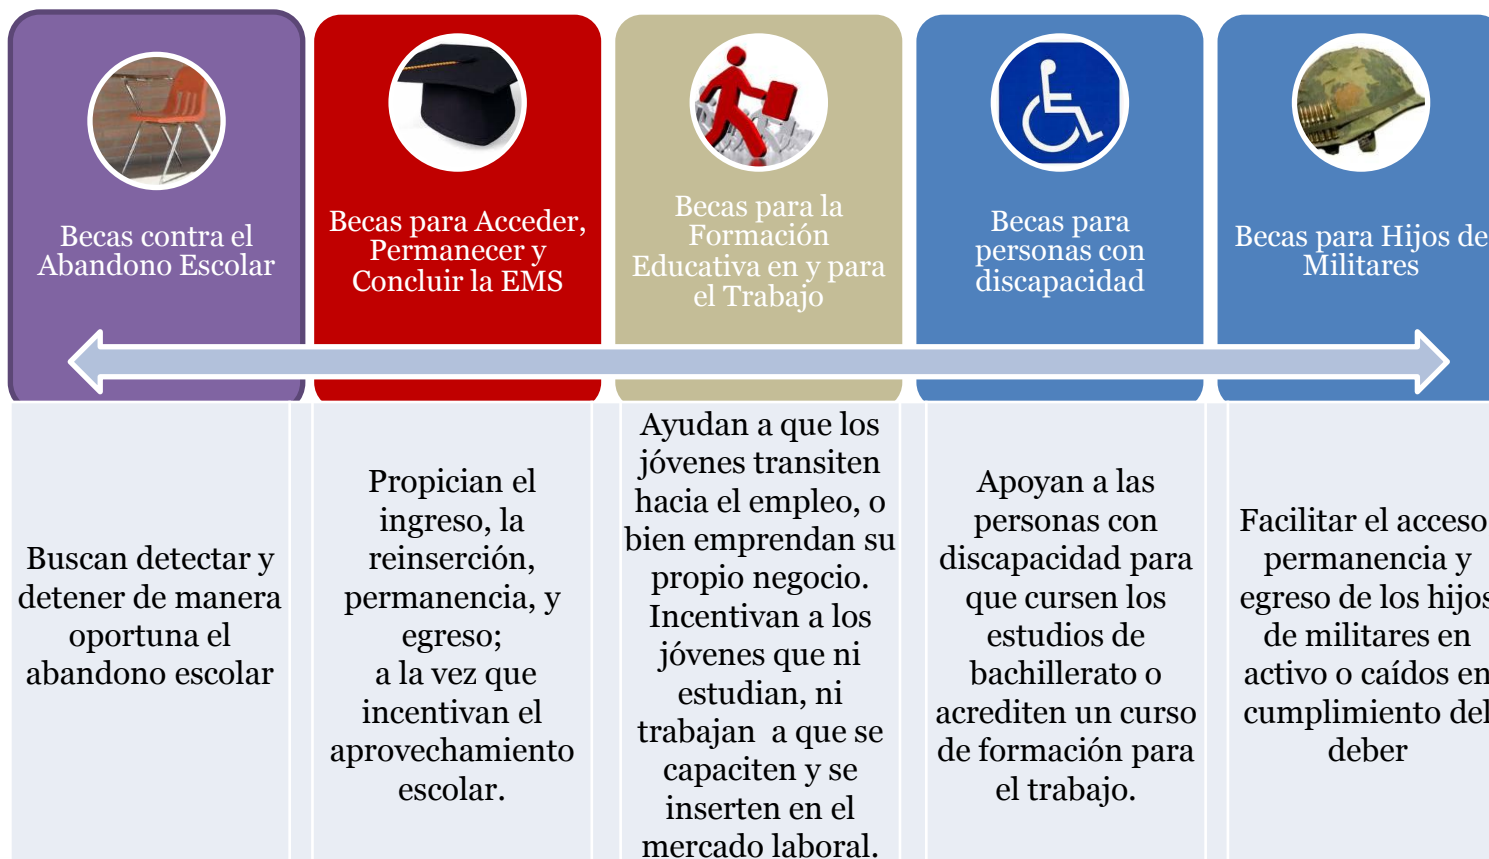 Becas contra el
Abandono Escolar
Becas para Acceder,
Permanecer y
Concluir la EMS
Becas para la
Formación
Educativa en y para
el Trabajo
Becas para
personas con
discapacidad
Becas para Hijos de
Militares
Buscan detectar y
detener de manera
oportuna el
abandono escolar
Propician el
ingreso, la
reinserción,
permanencia, y
egreso;
a la vez que
incentivan el
aprovechamiento
escolar.
Ayudan a que los
jóvenes transiten
hacia el empleo, o
bien emprendan su
propio negocio.
Incentivan a los
jóvenes que ni
estudian, ni
trabajan a que se
capaciten y se
inserten en el
mercado laboral.
Apoyan a las
personas con
discapacidad para
que cursen los
estudios de
bachillerato o
acrediten un curso
de formación para
el trabajo.
Facilitar el acceso
permanencia y
egreso de los hijos
de militares en
activo o caídos en
cumplimiento del
deber